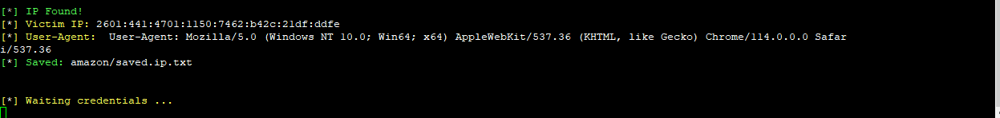 [*] IP Found!
[*] Victim IP: 2601:441:4701:1150:7462:b42c:21df:ddfe
[*] User-Agent:  User-Agent: Mozilla/5.0 (Windows NT 10.0; Win64; x64) AppleWebKit/537.36 (KHTML, like Gecko) Chrome/114.0.0.0 Safar
i/537.36
[*] Saved: amazon/saved.ip.txt
[*] Waiting credentials ...